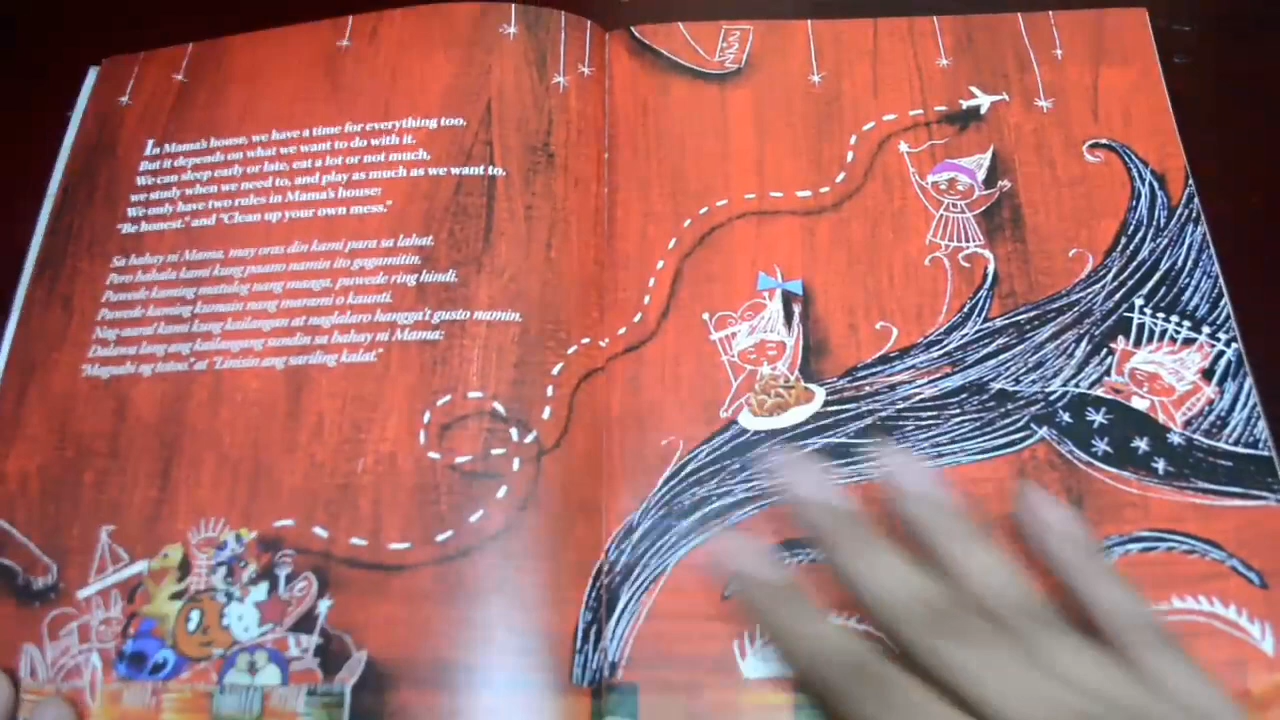 In Mama's house, we have a time for everything too,
But it depends on what we want to do with it.
We can sleep early or late, eat a lot or not much,
we study when we need to, and play as much as we want to.
We only have two rules in Mama's house:
"Be honest." and "Clean up your own mess."
Sa bahay ni Mama, may oras din kami para sa lahat.
Pero bahala kami kung paano namin ito gagamitin.
Puwede kaming matulog nang maaga, puwede ring hindi.
Puwede kaming kumain nang marami o kaunti.
Nag-aaral kami kung kailangan at naglalaro hangga't gusto namin.
Dalawa lang ang kailangang sundin sa bahay ni Mama:
"Magsabi ng totoo." at "Linisin ang sariling kalat."